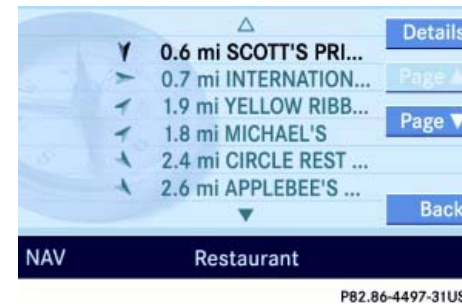 0.6 mi SCOTT'S PRI...
0.7 mi INTERNATION...
1.9 mi YELLOW RIBB...
1.8 mi MICHAEL'S
2.4 mi CIRCLE REST ...
2.6 mi APPLEBEE'S ...
Details
Page
Page
Back
NAV Restaurant
P82.86-4497-31US